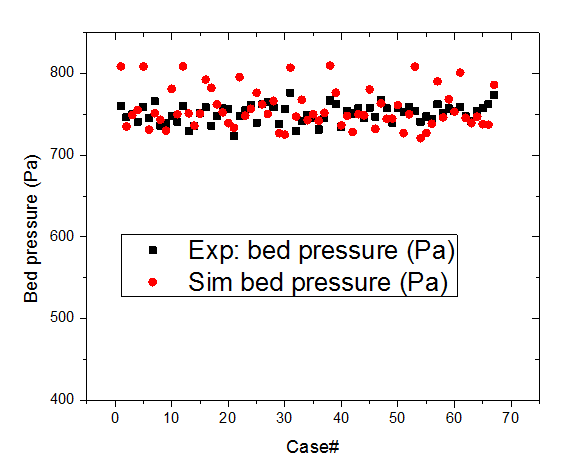 800
700
600
500
400
Bed pressure (Pa)
Exp: bed pressure (Pa)
Sim bed pressure (Pa)
0 10 20 30 40 50 60 70
Case#